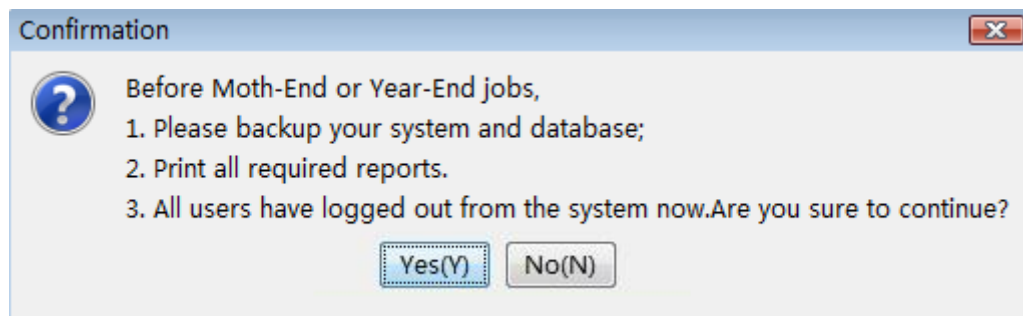 Confirmation
Before Moth-End or Year-End jobs,
1. Please backup your system and database;
2. Print all required reports.
3. All users have logged out from the system now.Are you sure to continue?
Yes(Y) No(N)